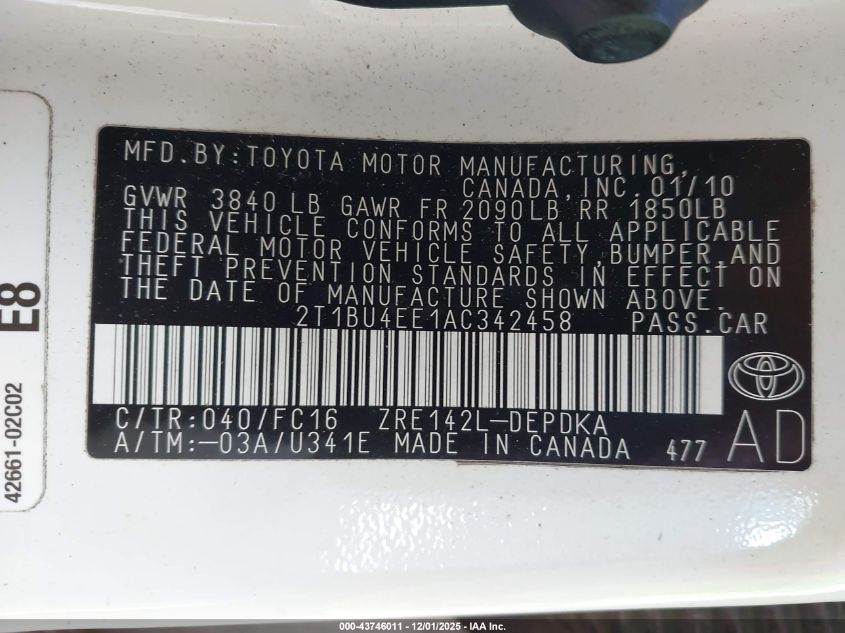 MFD.BY:TOYOTA MOTOR MANUFACTURING,
CANADA,INC.01/10
GVWR 3840LB GAWR FR 2090LB RR 1850LB
THIS VEHICLE CONFORMS TO ALL APPLICABLE
FEDERAL MOTOR VEHICLE SAFETY,BUMPER,AND
THEFT PREVENTION STANDARDS IN EFFECT ON
THE DATE OF MANUFACTURE SHOWN ABOVE.
2T1BU4EE1AC342458 PASS.CAR
C/TR:040/FC16 ZRE142L-DEPDKA
A/TM:-03A/U341E MADE IN CANADA 477
AD
E8
42661-02C02
000-43746011 - 12/01/2025 - IAA Inc.